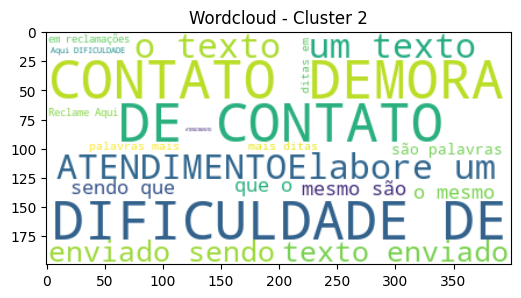 Wordcloud - Cluster 2
0
em reclamações
Aqui DIFICULDADE
o texto
ditas em
um texto
25
50
CONTATO DEMORA
Reclame Aqui
75
DE CONTATO
100
palavras mais
mais ditas
são palavras
ATENDIMENTOElabore um
125
sendo que
que o
mesmo são
o mesmo
150
DIFICULDADE DE
175
enviado sendo
texto enviado
0 50 100 150 200 250 300 350